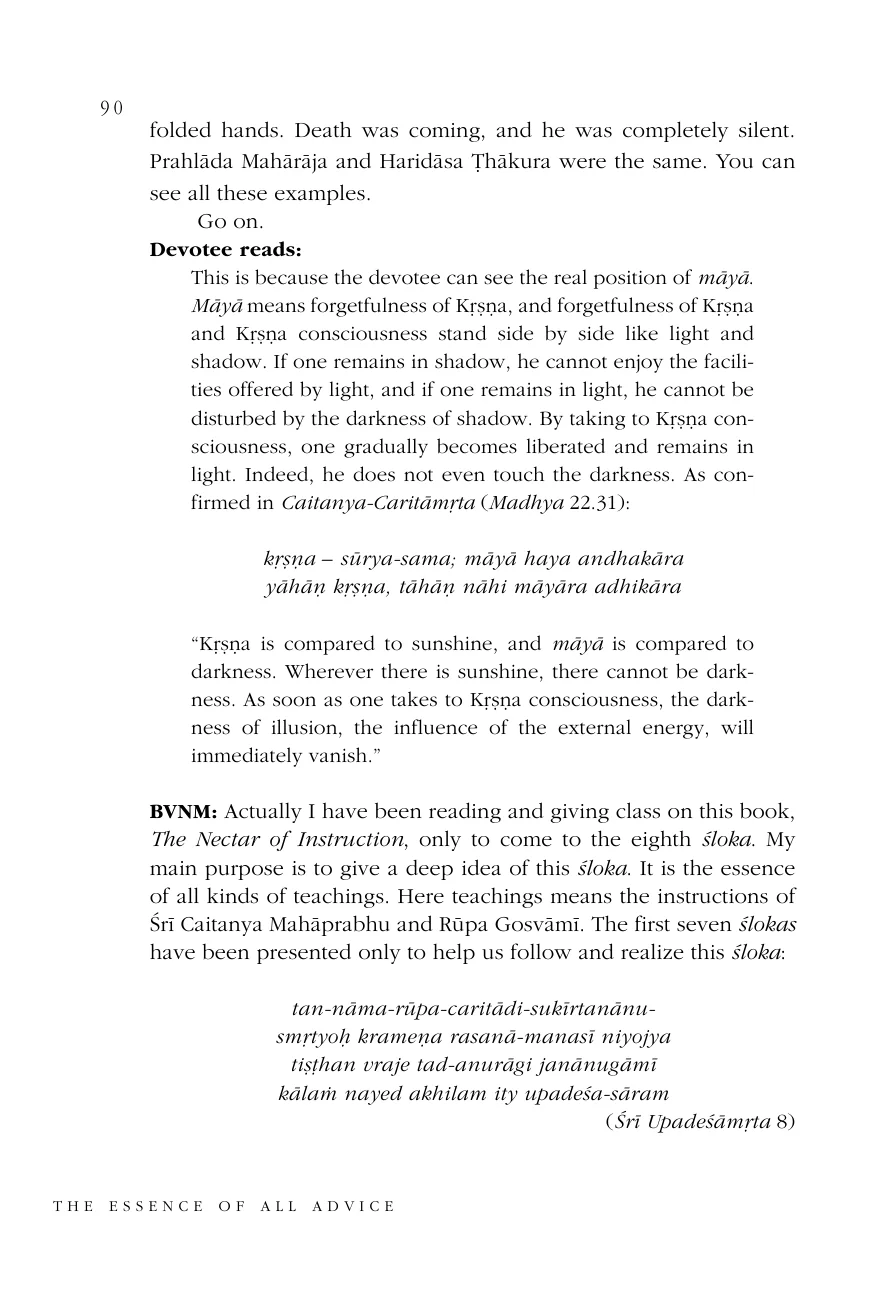 90
folded hands. Death was coming, and he was completely silent.
Prahlāda Mahārāja and Haridāsa Ṭhākura were the same. You can
see all these examples.
Go on.
Devotee reads:
This is because the devotee can see the real position of māyā.
Māyā means forgetfulness of Kṛṣṇa, and forgetfulness of Kṛṣṇa
and Kṛṣṇa consciousness stand side by side like light and
shadow. If one remains in shadow, he cannot enjoy the facili-
ties offered by light, and if one remains in light, he cannot be
disturbed by the darkness of shadow. By taking to Kṛṣṇa con-
sciousness, one gradually becomes liberated and remains in
light. Indeed, he does not even touch the darkness. As con-
firmed in Caitanya-Caritāmṛta (Madhya 22.31):
kṛṣṇa – sūrya-sama; māyā haya andhakāra
yāhāṇ kṛṣṇa, tāhāṇ nāhi māyāra adhikāra
“Kṛṣṇa is compared to sunshine, and māyā is compared to
darkness. Wherever there is sunshine, there cannot be dark-
ness. As soon as one takes to Kṛṣṇa consciousness, the dark-
ness of illusion, the influence of the external energy, will
immediately vanish.”
BVNM: Actually I have been reading and giving class on this book,
The Nectar of Instruction, only to come to the eighth śloka. My
main purpose is to give a deep idea of this śloka. It is the essence
of all kinds of teachings. Here teachings means the instructions of
Śrī Caitanya Mahāprabhu and Rūpa Gosvāmī. The first seven ślokas
have been presented only to help us follow and realize this śloka:
tan-nāma-rūpa-caritādi-sukīrtanānu-
smṛtyoḥ krameṇa rasanā-manasī niyojya
tiṣṭhan vraje tad-anurāgi janānugāmī
kālaṁ nayed akhilam ity upadeśa-sāram
(Śrī Upadeśāmṛta 8)
THE ESSENCE OF ALL ADVICE